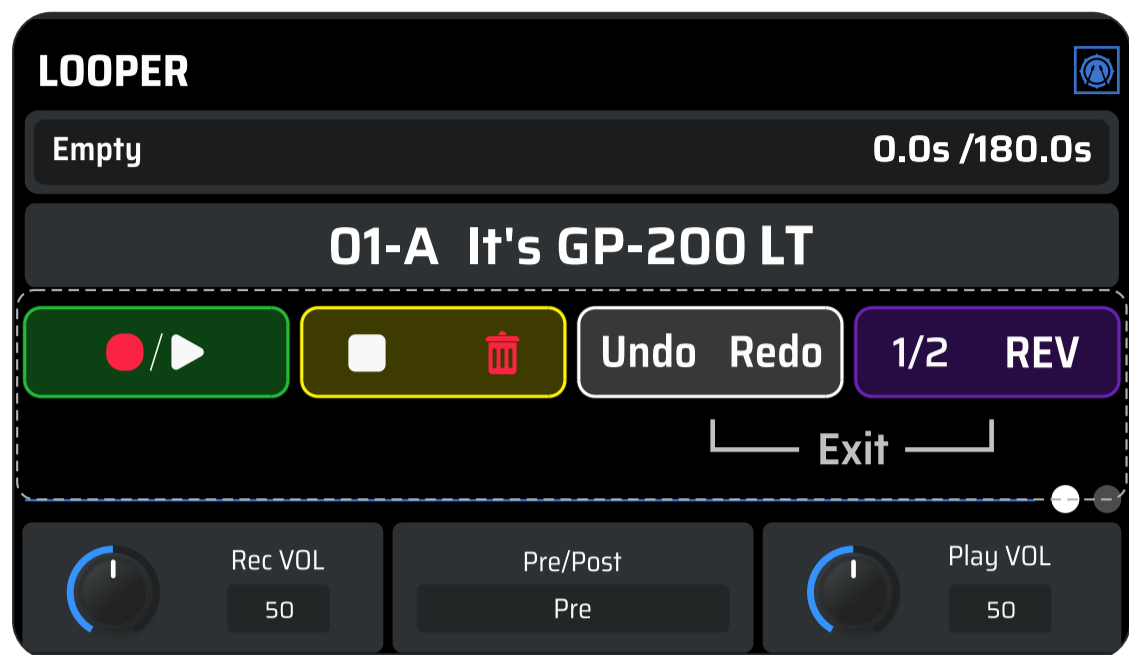 LOOPER
Empty 0.0s /180.0s
01-A It's GP-200 LT
/ Undo Redo 1/2 REV
Exit
Rec VOL
50
Pre/Post
Pre
Play VOL
50